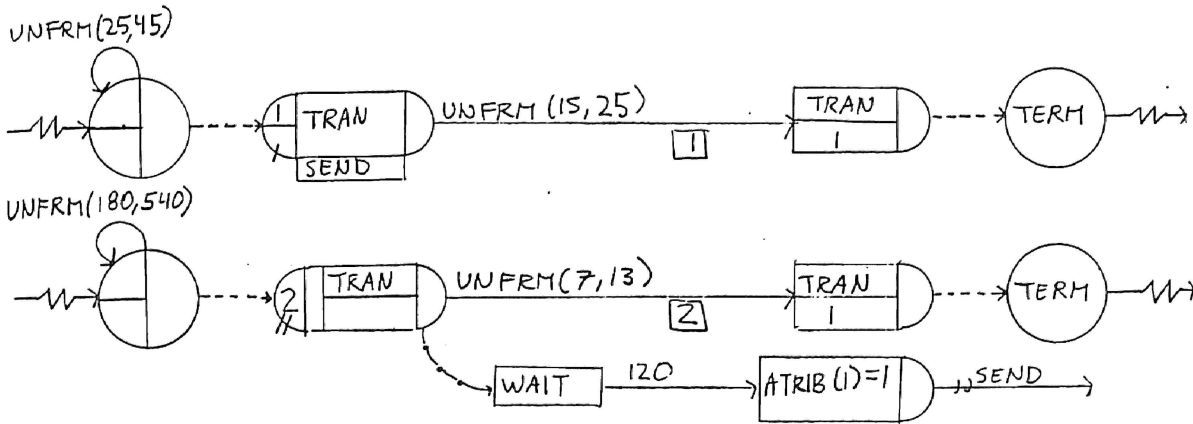 UNFRM(25,45)
1 TRAN UNFRM(15,25) TRAN TERM
1 1 1
SEND
UNFRM(180,540)
2 TRAN UNFRM(7,13) TRAN TERM
2 1
WAIT 120 ATRIB(1)=1 SEND